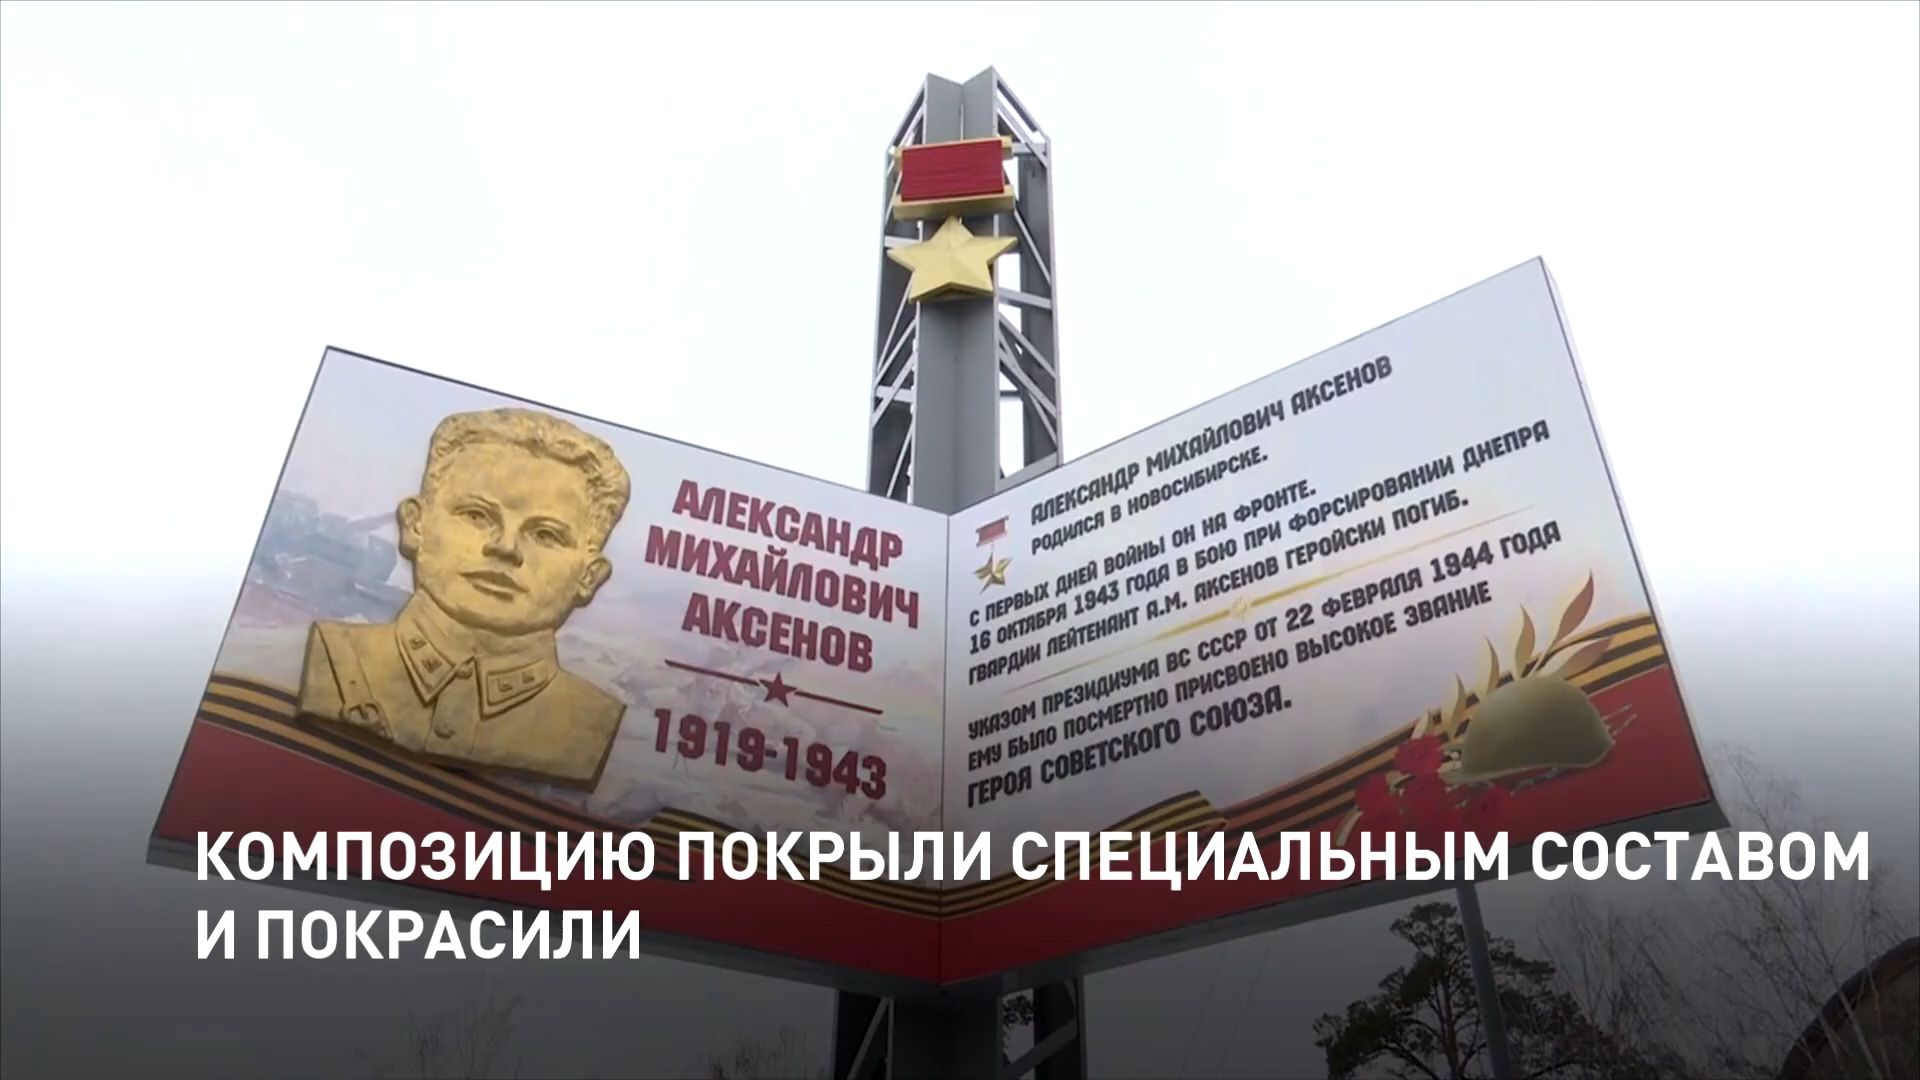 АЛЕКСАНДР
МИХАЙЛОВИЧ
АКСЕНОВ
1919-1943
АЛЕКСАНДР МИХАЙЛОВИЧ АКСЕНОВ
РОДИЛСЯ В НОВОСИБИРСКЕ.
С ПЕРВЫХ ДНЕЙ ВОЙНЫ ОН НА ФРОНТЕ.
16 ОКТЯБРЯ 1943 ГОДА В БОЮ ПРИ ФОРСИРОВАНИИ ДНЕПРА
ГВАРДИИ ЛЕЙТЕНАНТ А.М. АКСЕНОВ ГЕРОЙСКИ ПОГИБ.
УКАЗОМ ПРЕЗИДИУМА ВС СССР ОТ 22 ФЕВРАЛЯ 1944 ГОДА
ЕМУ БЫЛО ПОСМЕРТНО ПРИСВОЕНО ВЫСОКОЕ ЗВАНИЕ
ГЕРОЯ СОВЕТСКОГО СОЮЗА.
КОМПОЗИЦИЮ ПОКРЫЛИ СПЕЦИАЛЬНЫМ СОСТАВОМ
И ПОКРАСИЛИ